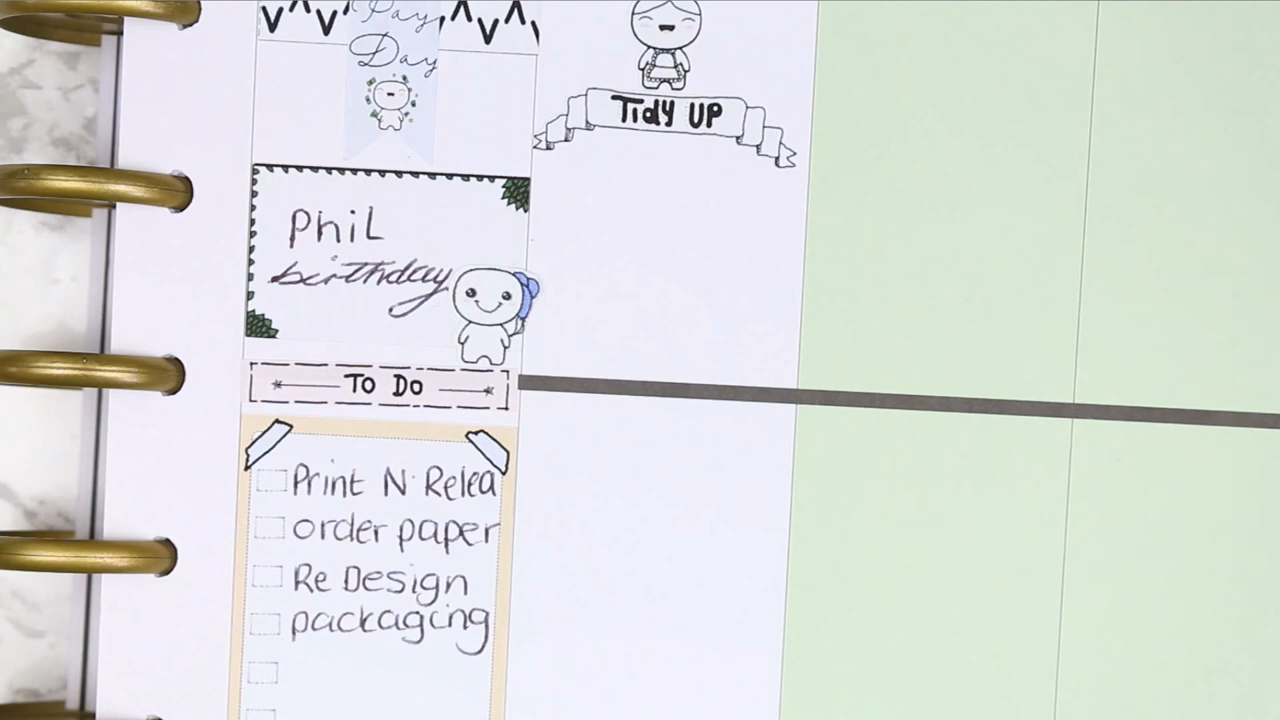 Pay
Day
Tidy UP
PhiL
birthday
TO DO
Print N Relea
order paper
Re Design
packaging